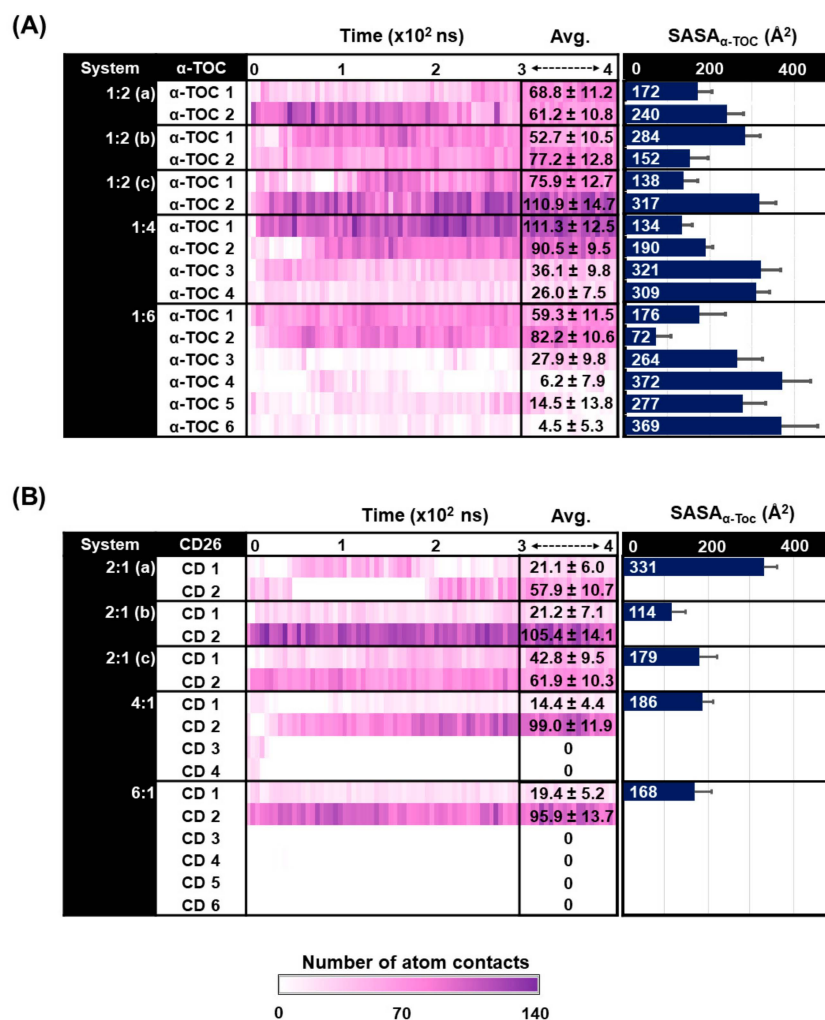 (A)
Time (x10² ns) Avg. SASAα-TOC (Å²)
System α-TOC 0 1 2 3 4 0 200 400
1:2 (a) α-TOC 1 68.8 ± 11.2 172
α-TOC 2 61.2 ± 10.8 240
1:2 (b) α-TOC 1 52.7 ± 10.5 284
α-TOC 2 77.2 ± 12.8 152
1:2 (c) α-TOC 1 75.9 ± 12.7 138
α-TOC 2 110.9 ± 14.7 317
1:4 α-TOC 1 111.3 ± 12.5 134
α-TOC 2 90.5 ± 9.5 190
α-TOC 3 36.1 ± 9.8 321
α-TOC 4 26.0 ± 7.5 309
1:6 α-TOC 1 59.3 ± 11.5 176
α-TOC 2 82.2 ± 10.6 72
α-TOC 3 27.9 ± 9.8 264
α-TOC 4 6.2 ± 7.9 372
α-TOC 5 14.5 ± 13.8 277
α-TOC 6 4.5 ± 5.3 369
(B)
Time (x10² ns) Avg. SASAα-Toc (Å²)
System CD26 0 1 2 3 4 0 200 400
2:1 (a) CD 1 21.1 ± 6.0 331
CD 2 57.9 ± 10.7
2:1 (b) CD 1 21.2 ± 7.1 114
CD 2 105.4 ± 14.1
2:1 (c) CD 1 42.8 ± 9.5 179
CD 2 61.9 ± 10.3
4:1 CD 1 14.4 ± 4.4 186
CD 2 99.0 ± 11.9
CD 3 0
CD 4 0
6:1 CD 1 19.4 ± 5.2 168
CD 2 95.9 ± 13.7
CD 3 0
CD 4 0
CD 5 0
CD 6 0
Number of atom contacts
0 70 140